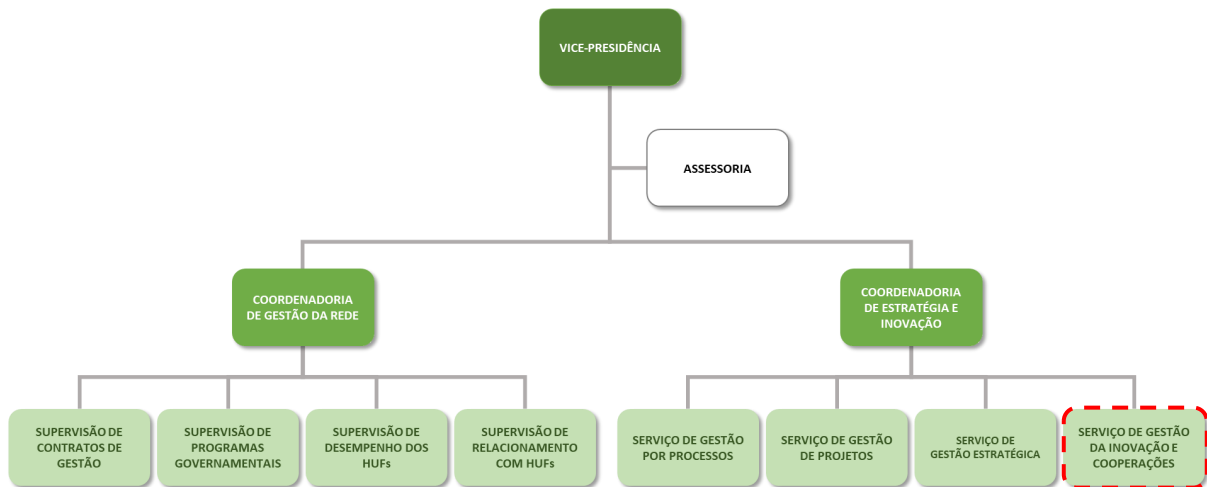 VICE-PRESIDÊNCIA
ASSESSORIA
COORDENADORIA
DE GESTÃO DA REDE
COORDENADORIA
DE ESTRATÉGIA E
INOVAÇÃO
SUPERVISÃO DE
CONTRATOS DE
GESTÃO
SUPERVISÃO DE
PROGRAMAS
GOVERNAMENTAIS
SUPERVISÃO DE
DESEMPENHO DOS
HUFs
SUPERVISÃO DE
RELACIONAMENTO
COM HUFs
SERVIÇO DE GESTÃO
POR PROCESSOS
SERVIÇO DE GESTÃO
DE PROJETOS
SERVIÇO DE
GESTÃO ESTRATÉGICA
SERVIÇO DE GESTÃO
DA INOVAÇÃO E
COOPERAÇÕES